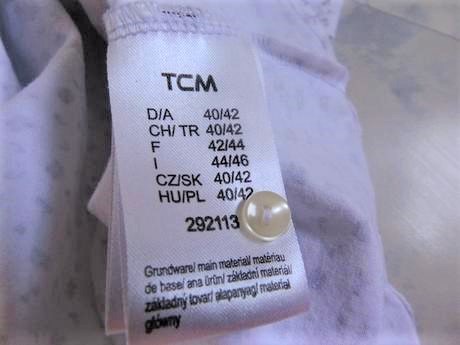 TCM
D/A 40/42
CH/ TR 40/42
F 42/44
I 44/46
CZ/SK 40/42
HU/PL 40/42
292113
Grundware/ main material/ matériau
de base/ ana ürün/ základní materiál/
základný tovar/ alapanyag/ materiał
główny